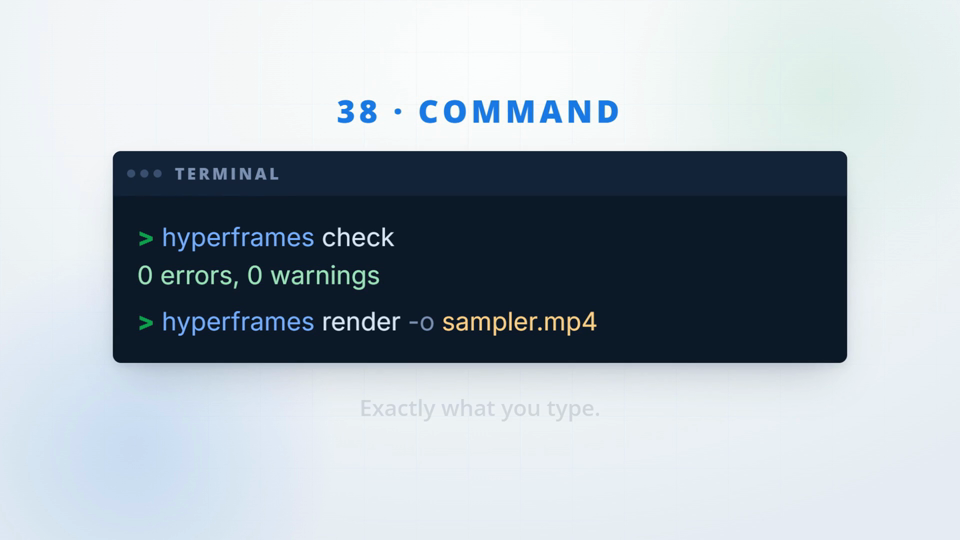 38 · COMMAND
TERMINAL
> hyperframes check
0 errors, 0 warnings
> hyperframes render -o sampler.mp4
Exactly what you type.